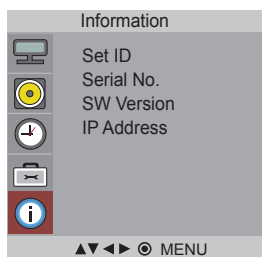 Information
Set ID
Serial No.
SW Version
IP Address
▲▼◄► ◉ MENU